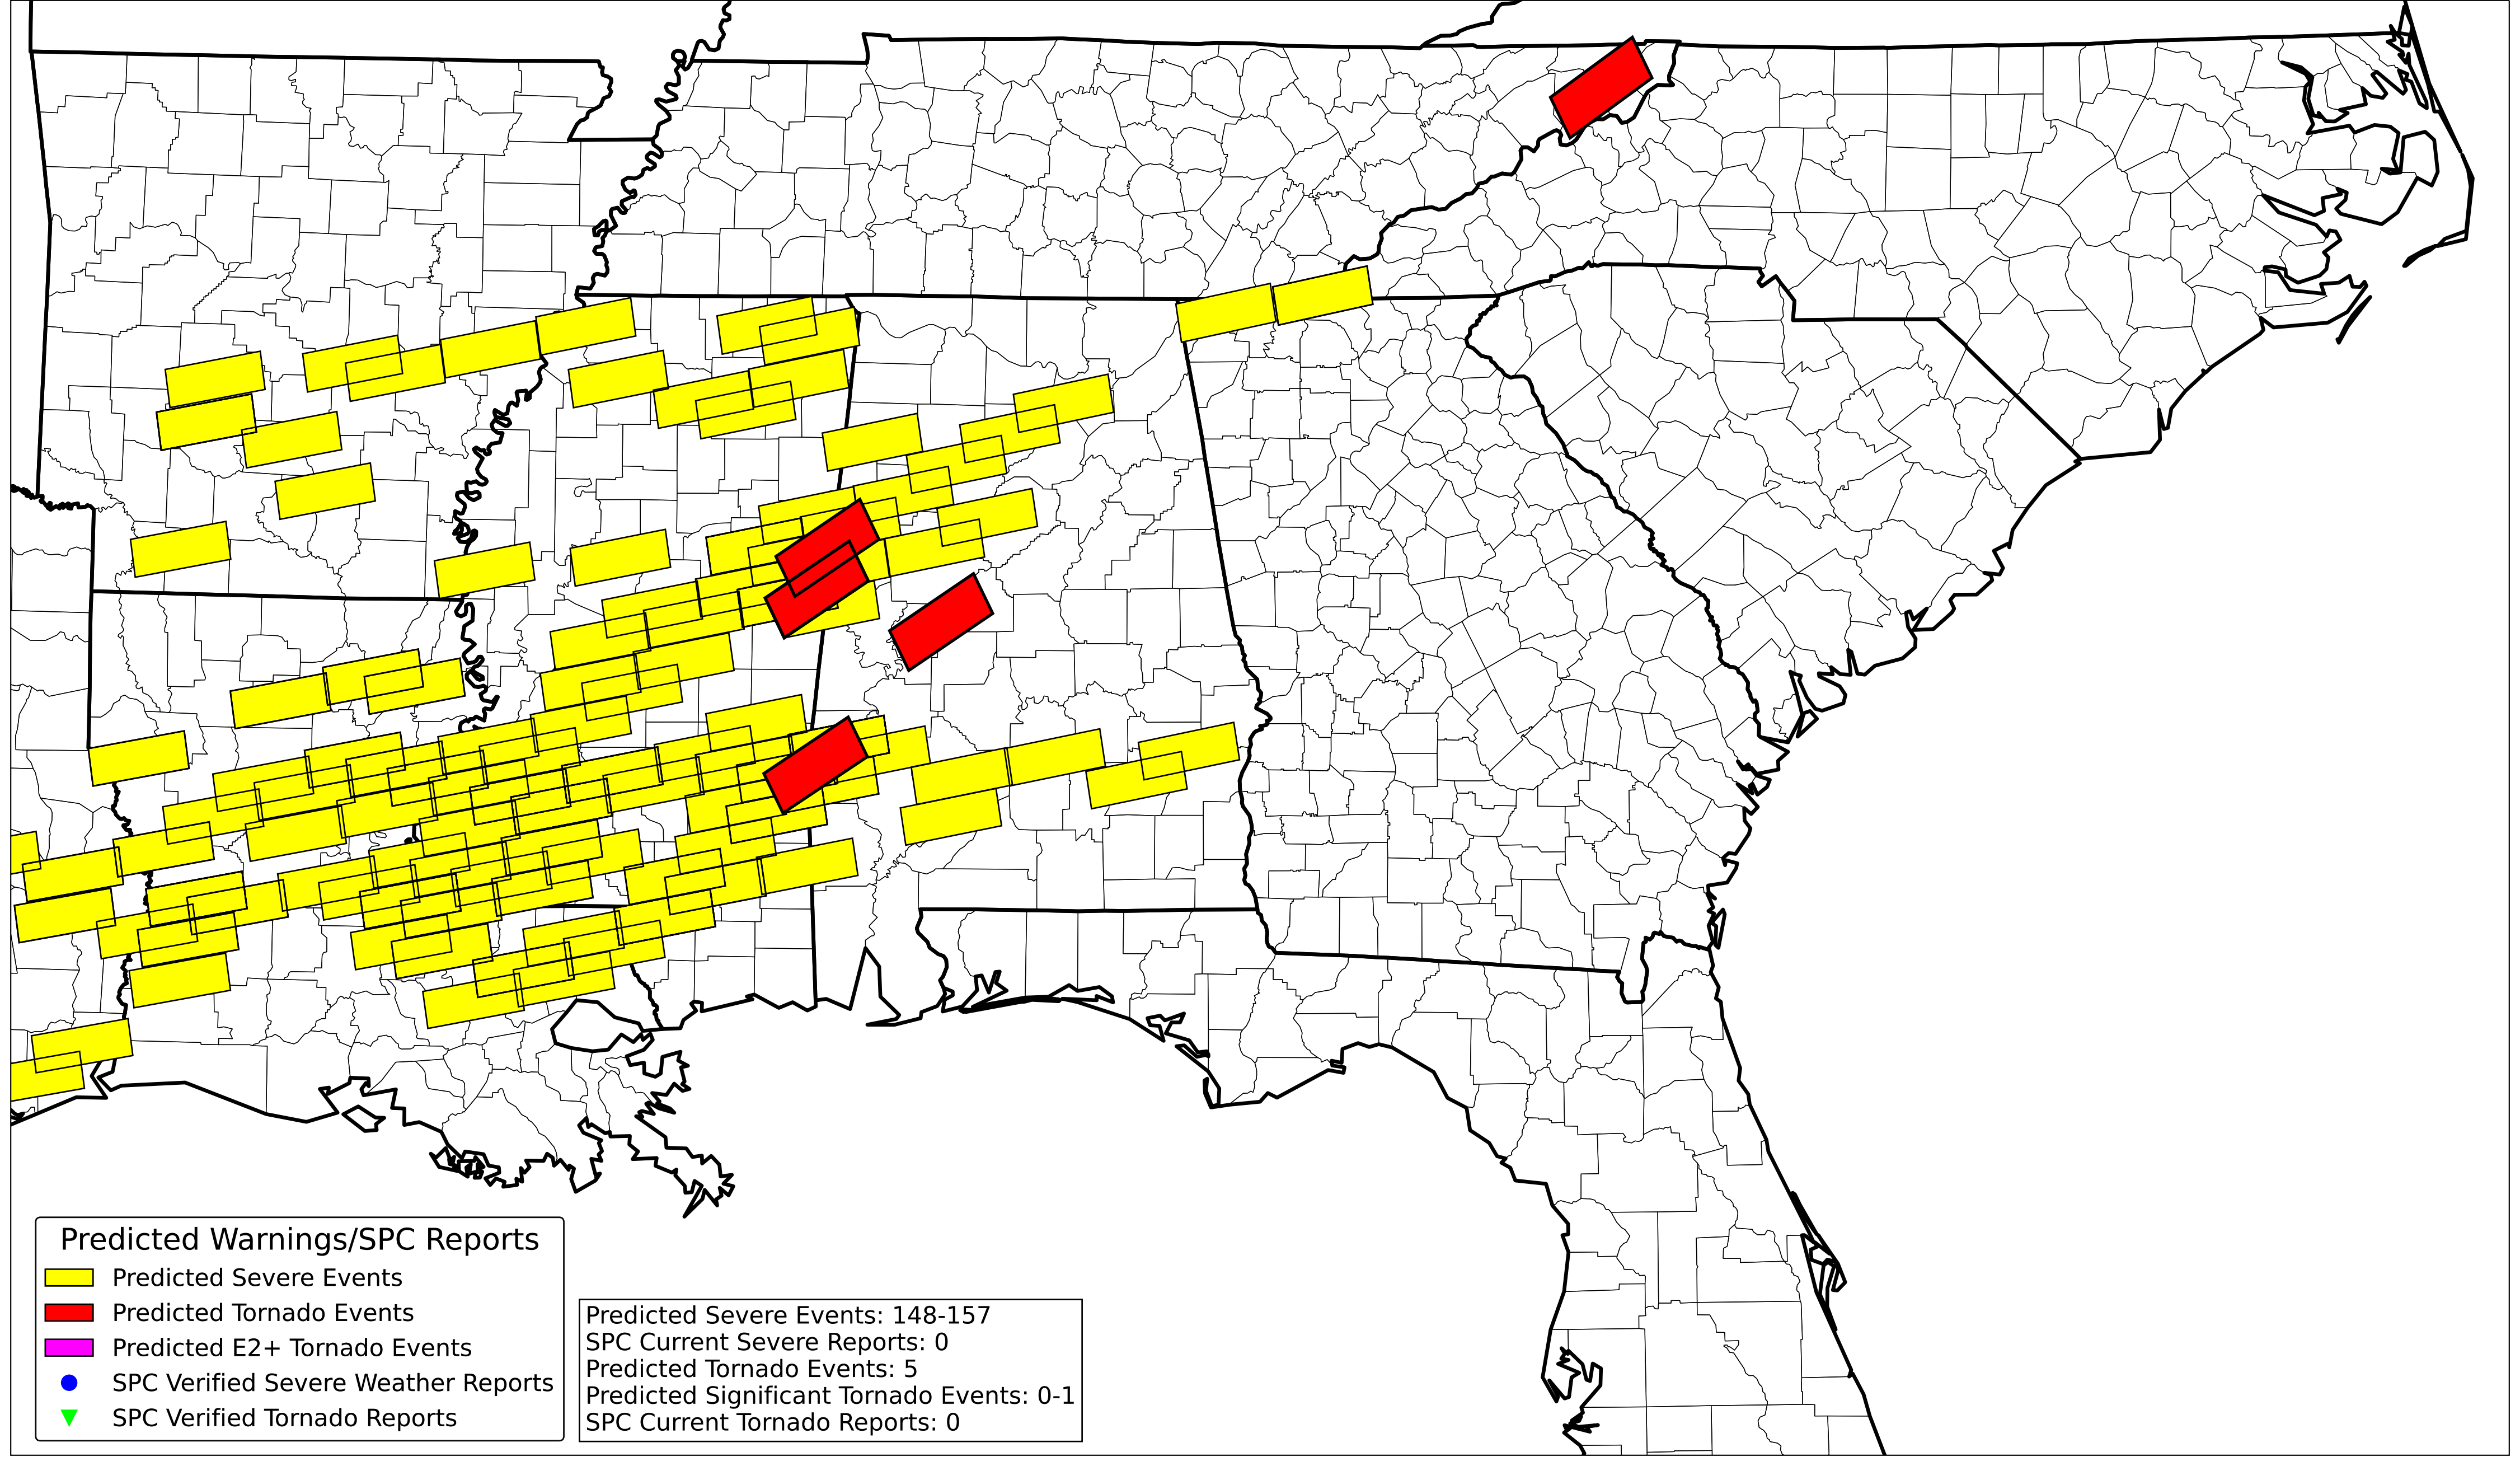 Predicted Warnings/SPC Reports
Predicted Severe Events
Predicted Tornado Events
Predicted E2+ Tornado Events
SPC Verified Severe Weather Reports
SPC Verified Tornado Reports
Predicted Severe Events: 148-157
SPC Current Severe Reports: 0
Predicted Tornado Events: 5
Predicted Significant Tornado Events: 0-1
SPC Current Tornado Reports: 0